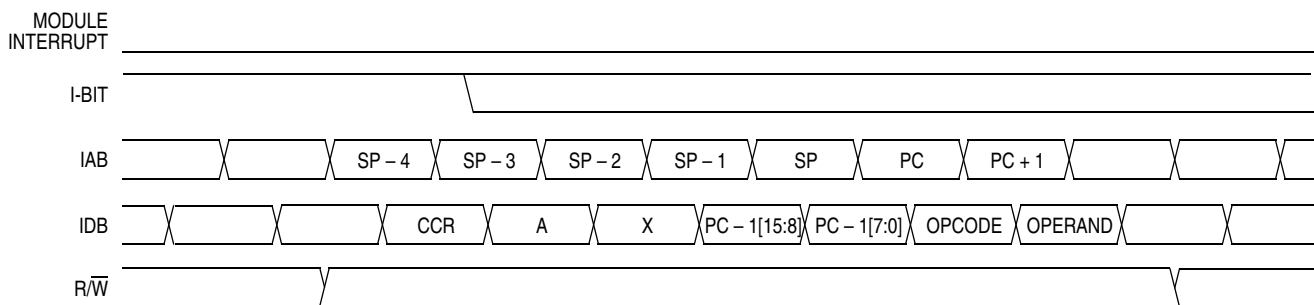 MODULE
INTERRUPT
I-BIT
IAB SP – 4 SP – 3 SP – 2 SP – 1 SP PC PC + 1
IDB CCR A X PC – 1[15:8] PC – 1[7:0] OPCODE OPERAND
R/W̅